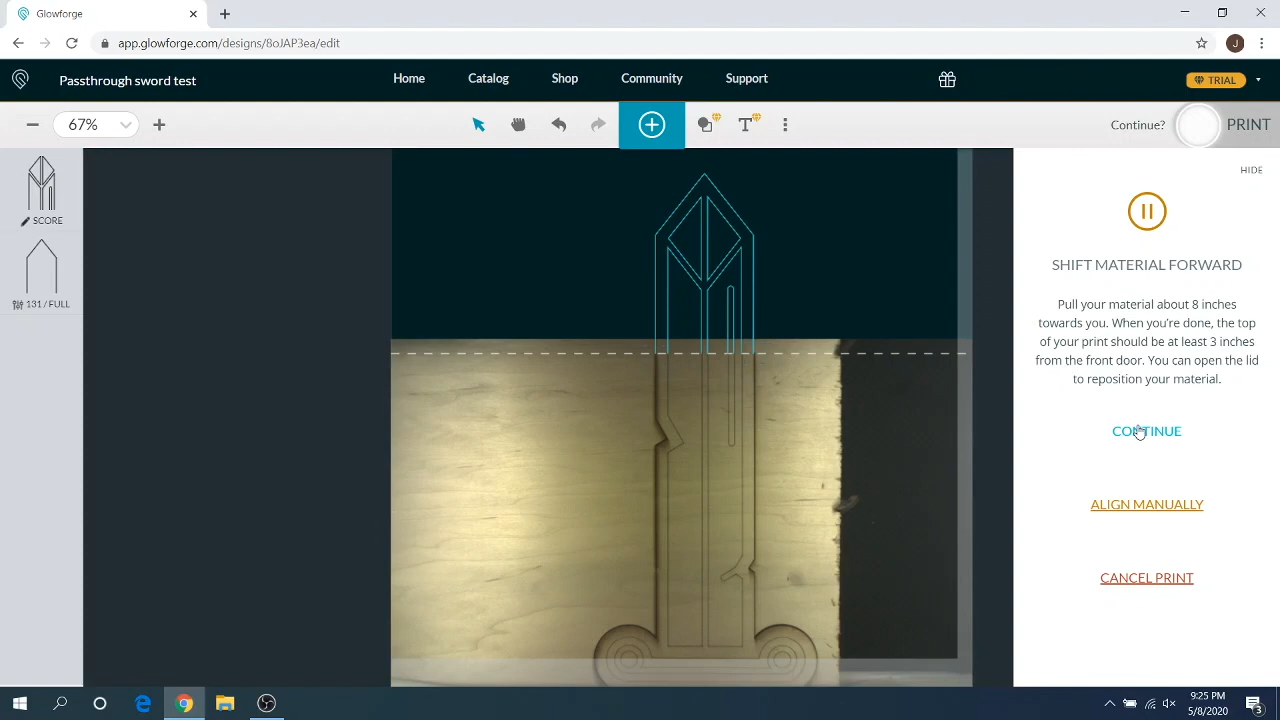 Glowforge
app.glowforge.com/designs/8oJAP3ea/edit
J
Passthrough sword test
Home
Catalog
Shop
Community
Support
TRIAL
67%
T
Continue?
PRINT
HIDE
SCORE
131 / FULL
SHIFT MATERIAL FORWARD
Pull your material about 8 inches
towards you. When you're done, the top
of your print should be at least 3 inches
from the front door. You can open the lid
to reposition your material.
CONTINUE
ALIGN MANUALLY
CANCEL PRINT
9:25 PM
5/8/2020
3